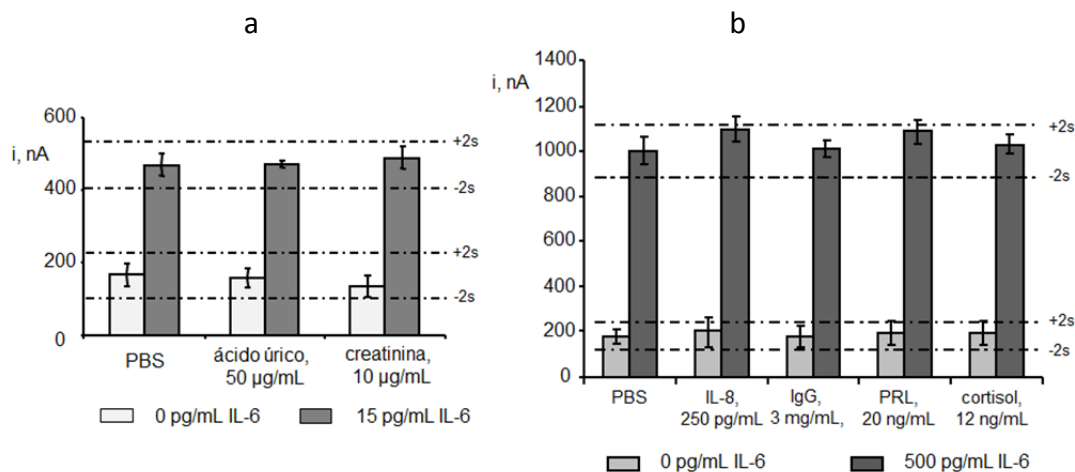 a
i, nA
600
400
200
0
+2s
-2s
+2s
-2s
PBS
ácido úrico,
50 µg/mL
creatinina,
10 µg/mL
0 pg/mL IL-6
15 pg/mL IL-6
b
i, nA
1400
1200
1000
800
600
400
200
0
+2s
-2s
+2s
-2s
PBS
IL-8,
250 pg/mL
IgG,
3 mg/mL,
PRL,
20 ng/mL
cortisol,
12 ng/mL
0 pg/mL IL-6
500 pg/mL IL-6